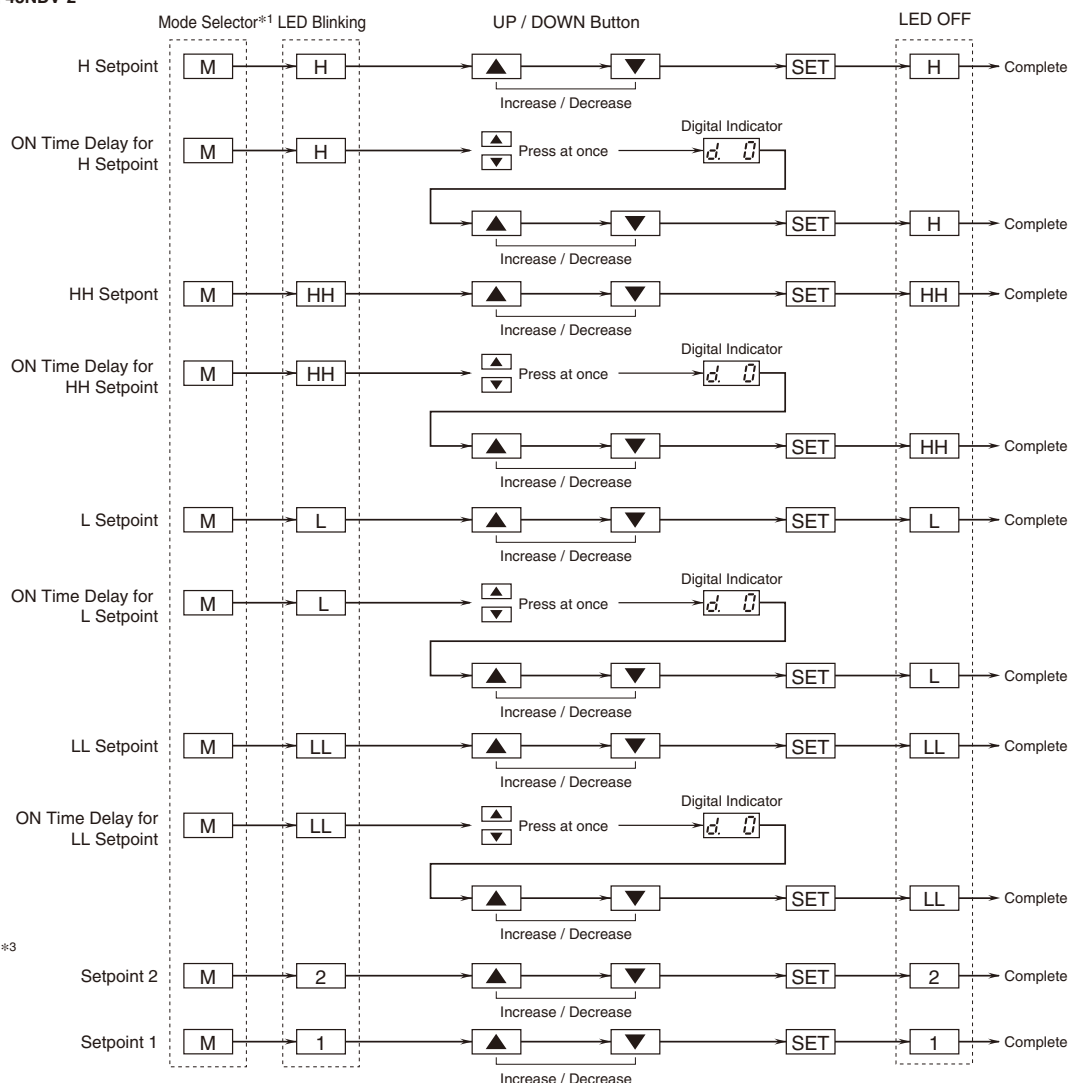 Mode Selector*1 LED Blinking UP / DOWN Button LED OFF
H Setpoint M H ▲ ▼ SET H Complete
Increase / Decrease
ON Time Delay for
H Setpoint
M H ▲ ▼ Press at once
Digital Indicator
d. 0
▲ ▼ SET H Complete
Increase / Decrease
HH Setpont M HH ▲ ▼ SET HH Complete
Increase / Decrease
ON Time Delay for
HH Setpoint
M HH ▲ ▼ Press at once
Digital Indicator
d. 0
▲ ▼ SET HH Complete
Increase / Decrease
L Setpoint M L ▲ ▼ SET L Complete
Increase / Decrease
ON Time Delay for
L Setpoint
M L ▲ ▼ Press at once
Digital Indicator
d. 0
▲ ▼ SET L Complete
Increase / Decrease
LL Setpoint M LL ▲ ▼ SET LL Complete
Increase / Decrease
ON Time Delay for
LL Setpoint
M LL ▲ ▼ Press at once
Digital Indicator
d. 0
▲ ▼ SET LL Complete
Increase / Decrease
*3
Setpoint 2 M 2 ▲ ▼ SET 2 Complete
Increase / Decrease
Setpoint 1 M 1 ▲ ▼ SET 1 Complete
Increase / Decrease